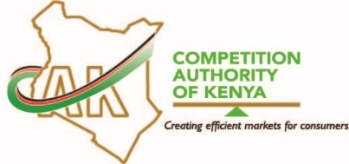 CAK
COMPETITION
AUTHORITY
OF KENYA
Creating efficient markets for consumers